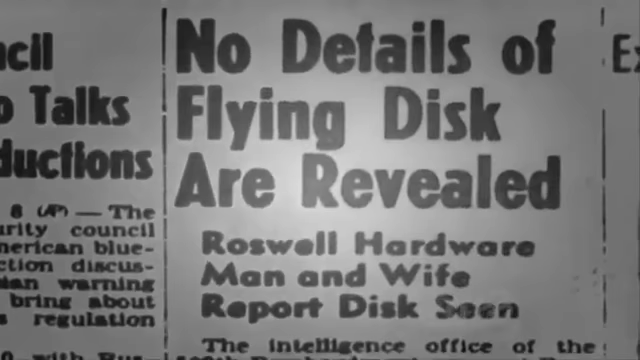 ncil
o Talks
ductions
8 (AP) — The
urity council
merican blue-
ction discus-
ian warning
bring about
s regulation
No Details of
Flying Disk
Are Revealed
Roswell Hardware
Man and Wife
Report Disk Seen
The intelligence office of the
Ex